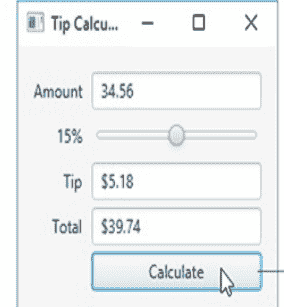 Tip Calcu...
Amount 34.56
15%
Tip $5.18
Total $39.74
Calculate